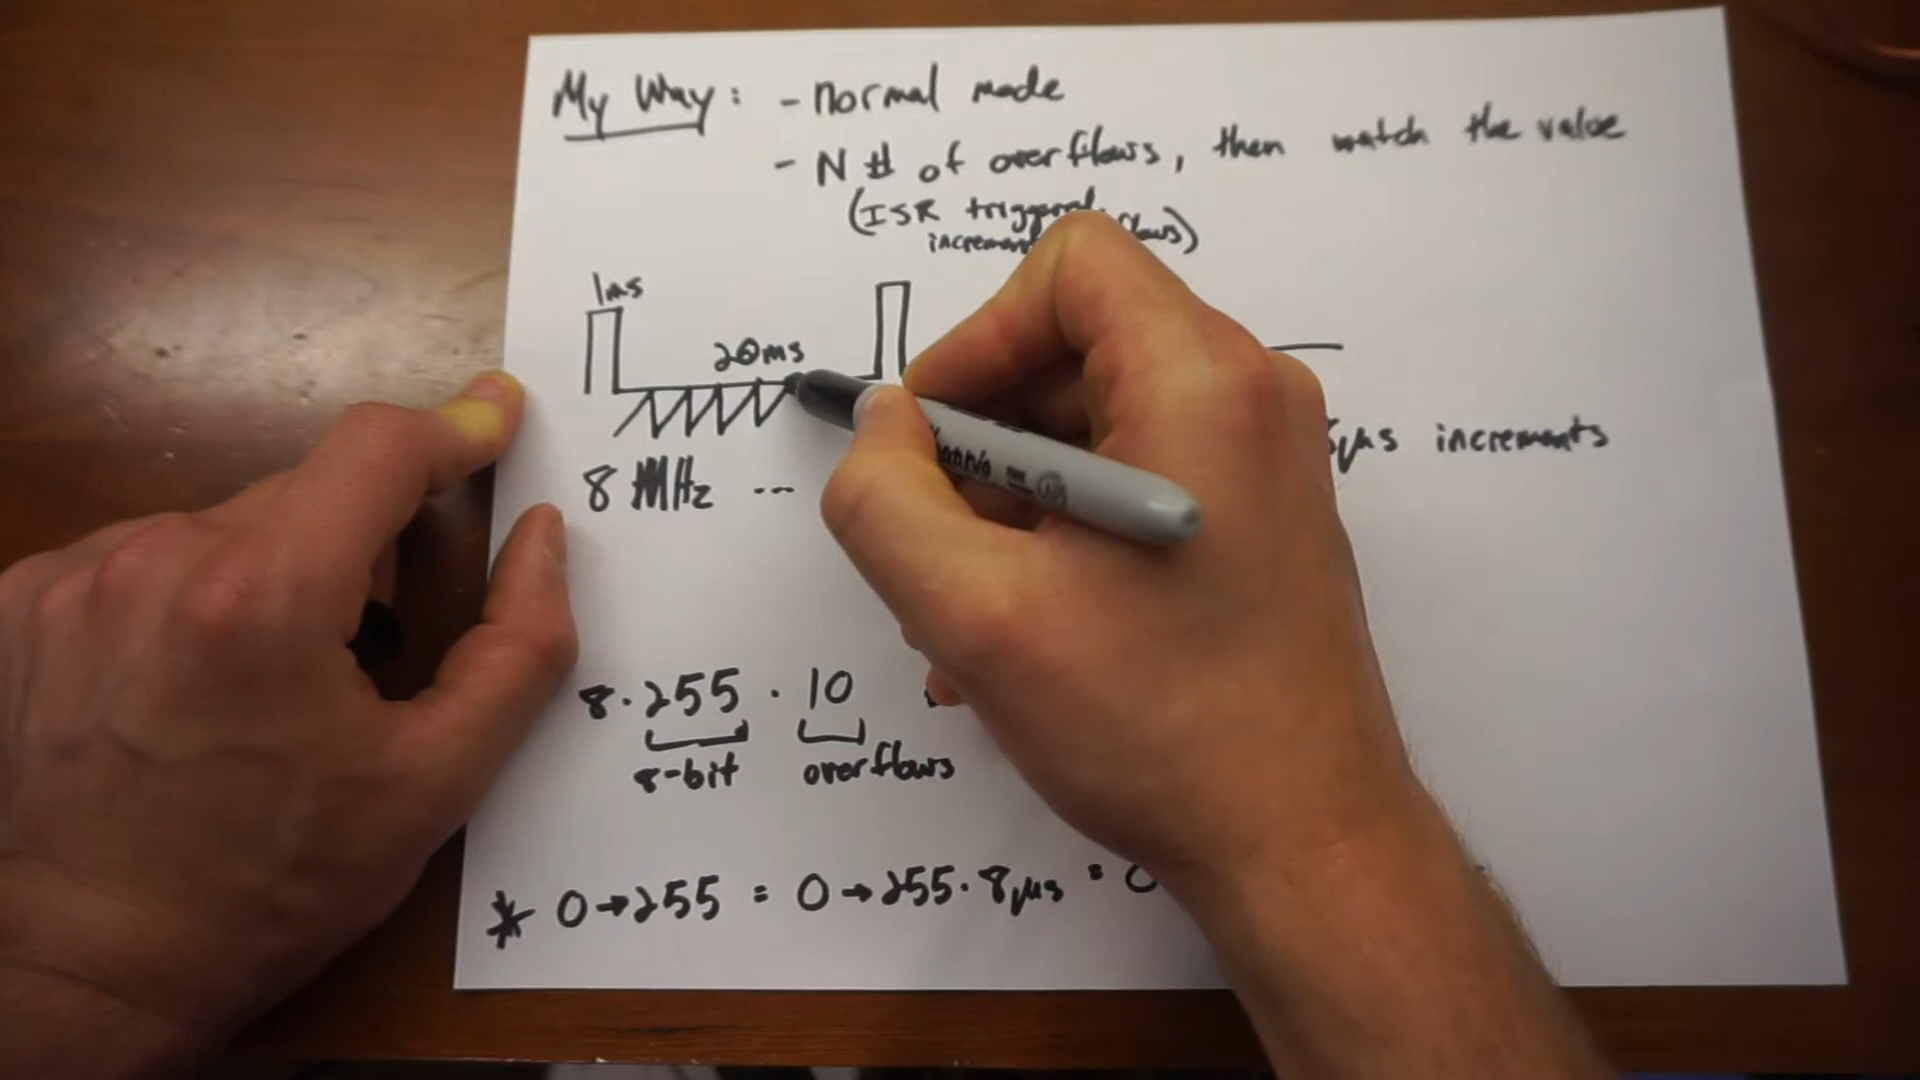 My Way: - normal mode
- N # of overflows, then watch the value
(ISR
1ms
20ms
µs increments
8 MHz ...
8 · 255 · 10
8-bit overflows
* 0→255 = 0→255 · 8µs =